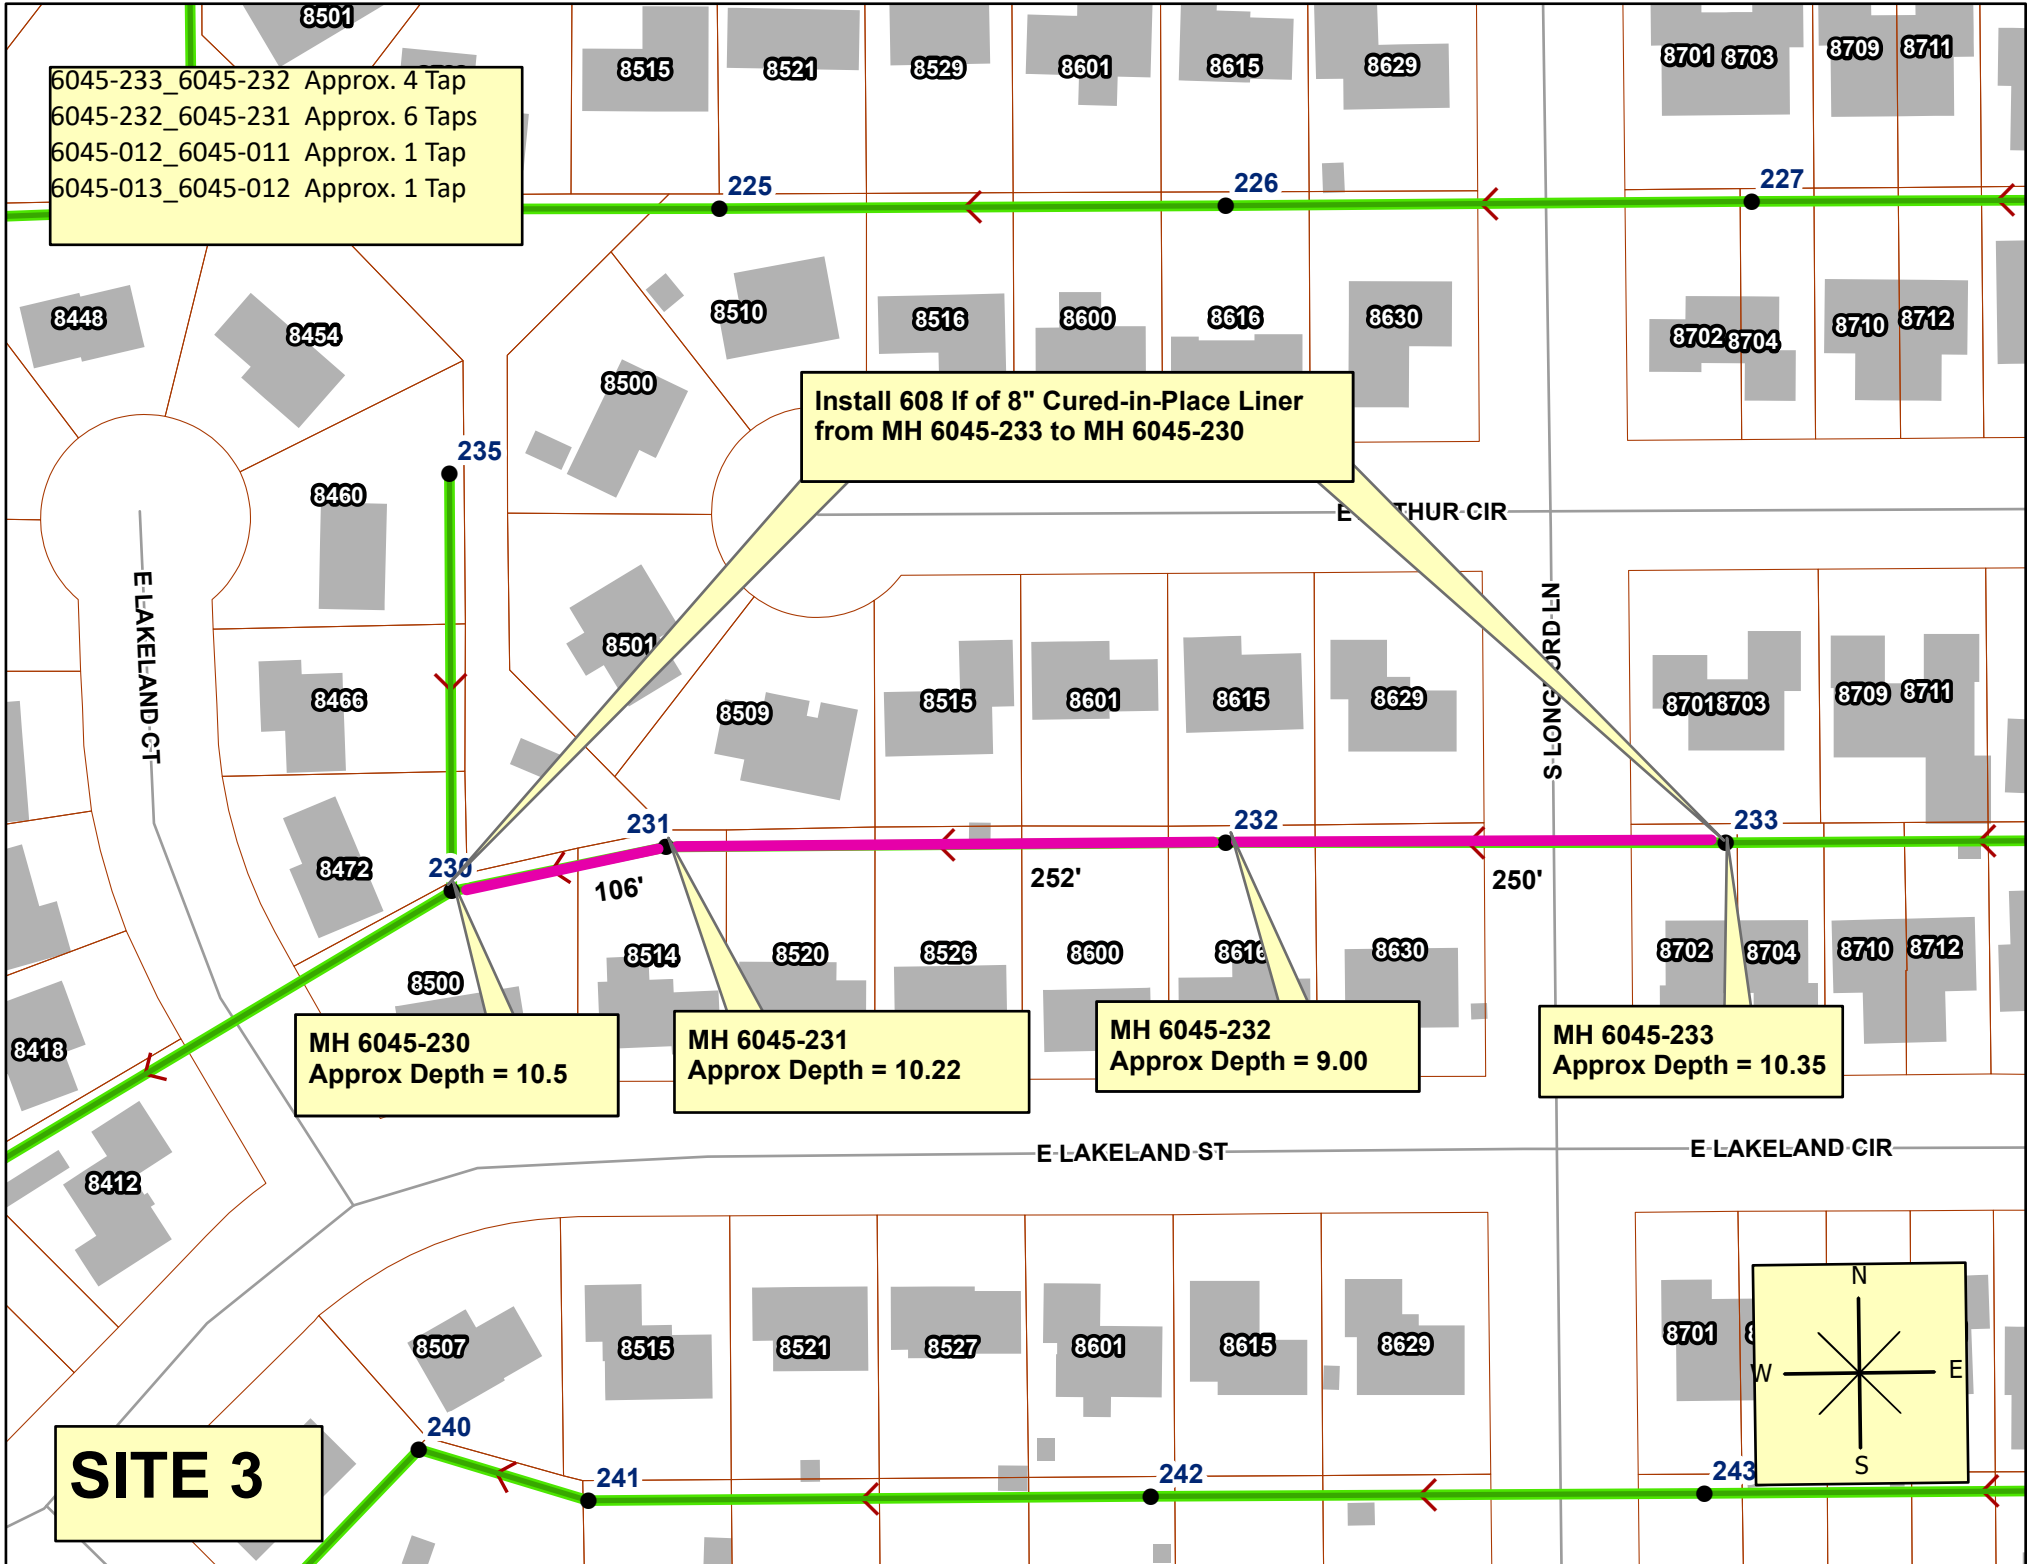 8501
8515
8521
8529
8601
8615
8629
8701 8703
8709
8711
6045-233_6045-232 Approx. 4 Tap
6045-232_6045-231 Approx. 6 Taps
6045-012_6045-011 Approx. 1 Tap
6045-013_6045-012 Approx. 1 Tap
225
226
227
8448
8454
8510
8516
8600
8616
8630
8702
8704
8710
8712
8500
Install 608 lf of 8" Cured-in-Place Liner
from MH 6045-233 to MH 6045-230
235
8460
E THUR CIR
E LAKELAND CT
S LONGFORD LN
8501
8466
8509
8515
8601
8615
8629
8701
8703
8709
8711
231
232
233
8472
230
106'
252'
250'
8500
8514
8520
8526
8600
8616
8630
8702
8704
8710
8712
8418
MH 6045-230
Approx Depth = 10.5
MH 6045-231
Approx Depth = 10.22
MH 6045-232
Approx Depth = 9.00
MH 6045-233
Approx Depth = 10.35
E LAKELAND ST
E LAKELAND CIR
8412
8507
8515
8521
8527
8601
8615
8629
8701
N
W
E
S
240
241
242
243
SITE 3